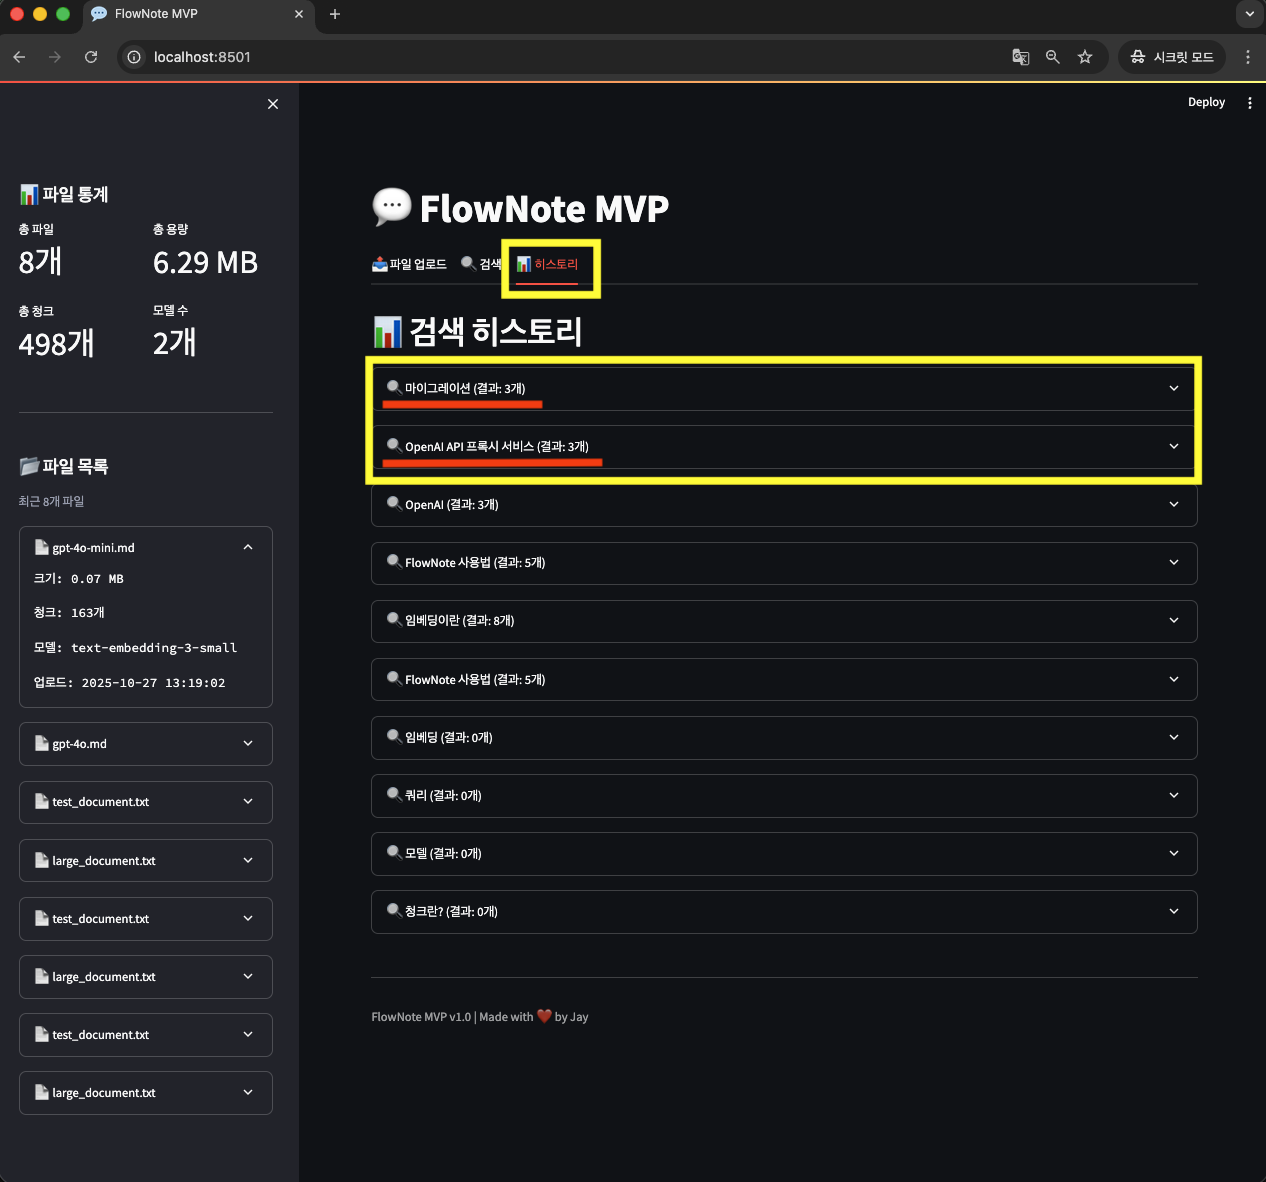 FlowNote MVP
localhost:8501
시크릿 모드
Deploy
파일 통계
총 파일
8개
총 용량
6.29 MB
총 청크
498개
모델 수
2개
파일 목록
최근 8개 파일
gpt-4o-mini.md
크기: 0.07 MB
청크: 163개
모델: text-embedding-3-small
업로드: 2025-10-27 13:19:02
gpt-4o.md
test_document.txt
large_document.txt
test_document.txt
large_document.txt
test_document.txt
large_document.txt
FlowNote MVP
파일 업로드
검색
히스토리
검색 히스토리
마이그레이션 (결과: 3개)
OpenAI API 프록시 서비스 (결과: 3개)
OpenAI (결과: 3개)
FlowNote 사용법 (결과: 5개)
임베딩이란 (결과: 8개)
FlowNote 사용법 (결과: 5개)
임베딩 (결과: 0개)
쿼리 (결과: 0개)
모델 (결과: 0개)
청크란? (결과: 0개)
FlowNote MVP v1.0 | Made with ❤️ by Jay